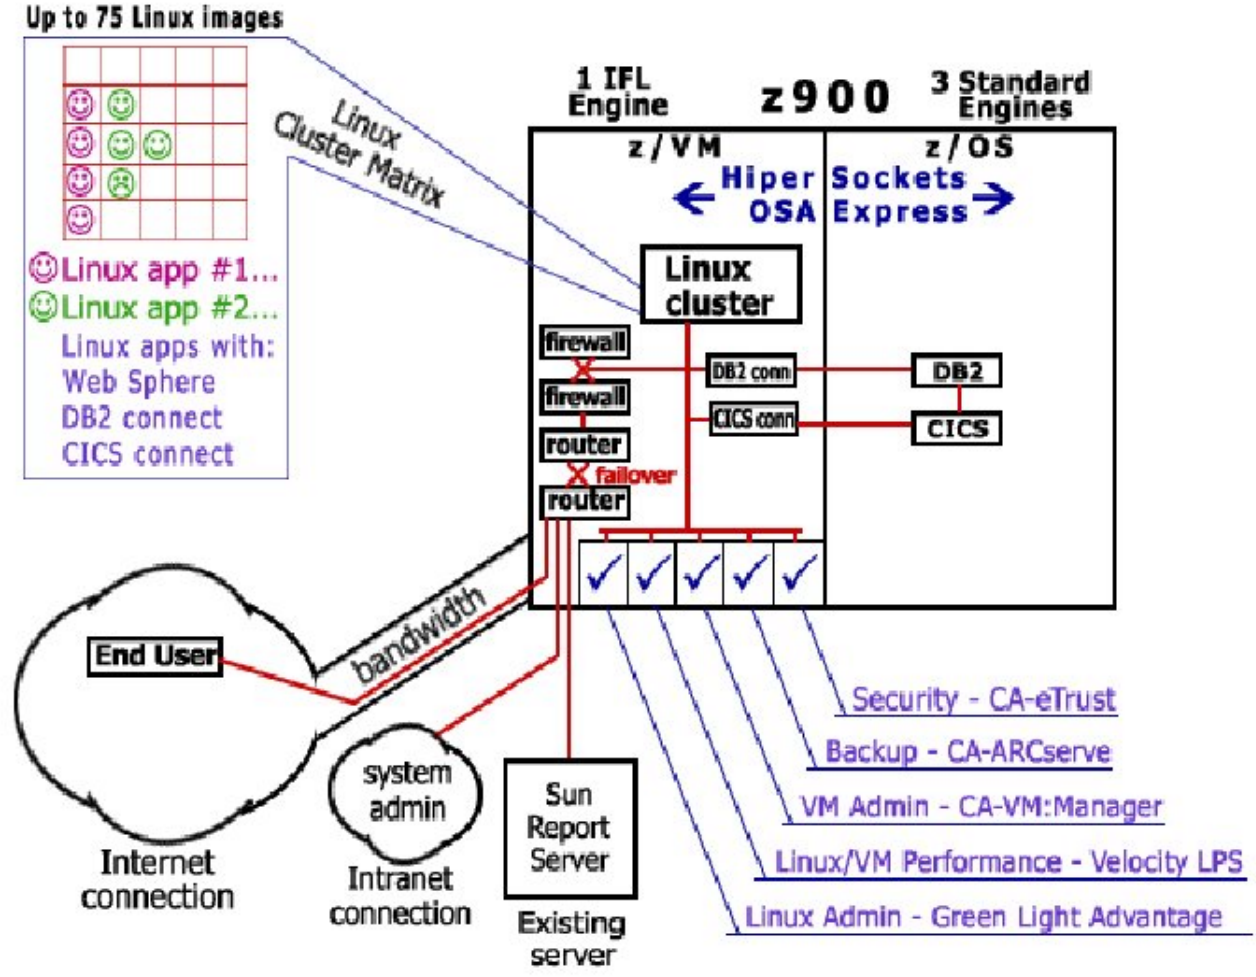 Up to 75 Linux images
Linux
Cluster Matrix
Linux app #1...
Linux app #2...
Linux apps with:
Web Sphere
DB2 connect
CICS connect
1 IFL
Engine
z900
3 Standard
Engines
z/VM
z/OS
Hiper Sockets
OSA Express
Linux
cluster
firewall
firewall
router
failover
router
DB2 conn
CICS conn
DB2
CICS
bandwidth
End User
Internet
connection
system
admin
Intranet
connection
Sun
Report
Server
Existing
server
Security - CA-eTrust
Backup - CA-ARCserve
VM Admin - CA-VM:Manager
Linux/VM Performance - Velocity LPS
Linux Admin - Green Light Advantage